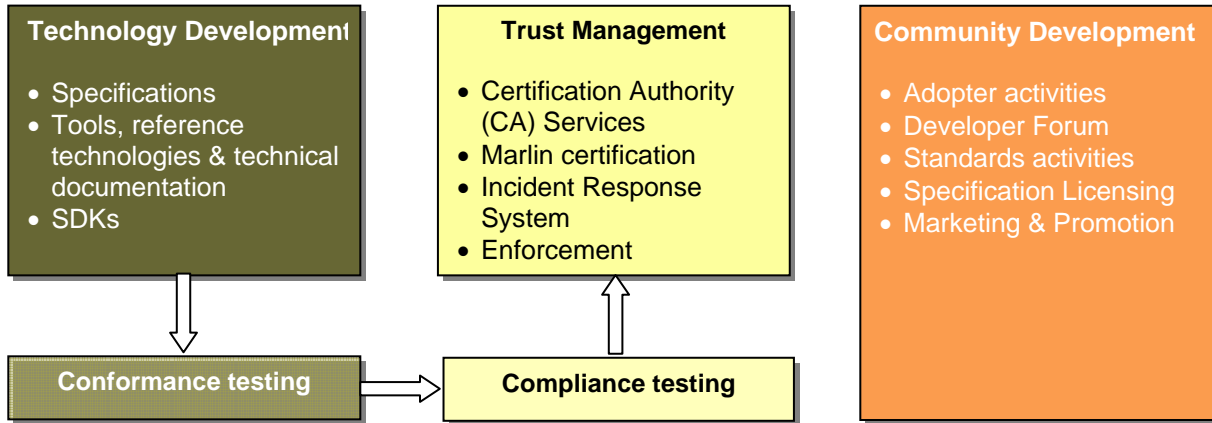 Technology Development
• Specifications
• Tools, reference
technologies & technical
documentation
• SDKs
Trust Management
• Certification Authority
(CA) Services
• Marlin certification
• Incident Response
System
• Enforcement
Community Development
• Adopter activities
• Developer Forum
• Standards activities
• Specification Licensing
• Marketing & Promotion
Conformance testing
Compliance testing